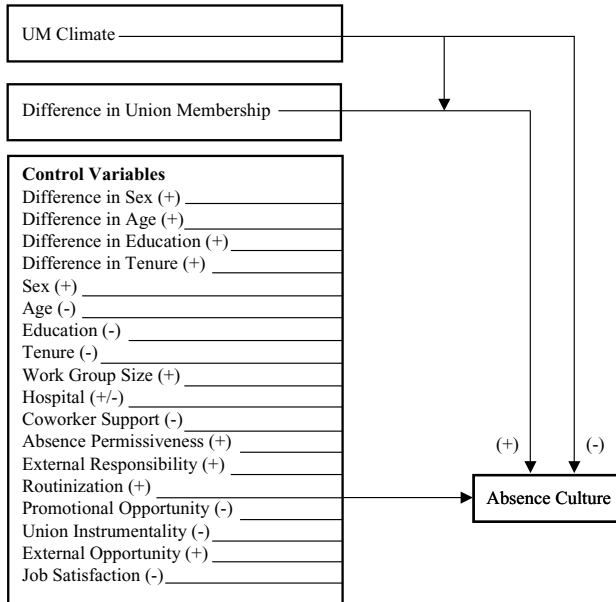 UM Climate
Difference in Union Membership
Control Variables
Difference in Sex (+)
Difference in Age (+)
Difference in Education (+)
Difference in Tenure (+)
Sex (+)
Age (-)
Education (-)
Tenure (-)
Work Group Size (+)
Hospital (+/-)
Coworker Support (-)
Absence Permissiveness (+)
External Responsibility (+)
Routinization (+)
Promotional Opportunity (-)
Union Instrumentality (-)
External Opportunity (+)
Job Satisfaction (-)
(+) (-)
Absence Culture